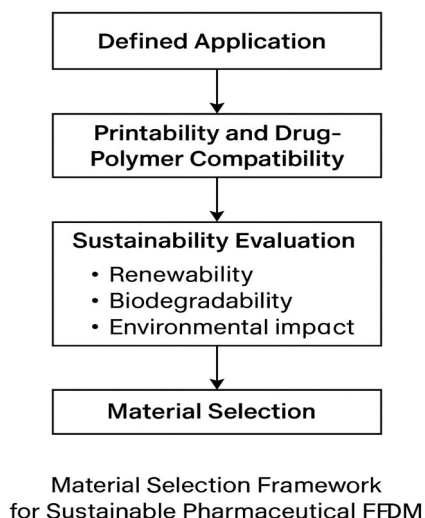 Defined Application
Printability and Drug-
Polymer Compatibility
Sustainability Evaluation
• Renewability
• Biodegradability
• Environmental impact
Material Selection
Material Selection Framework
for Sustainable Pharmaceutical FFDM